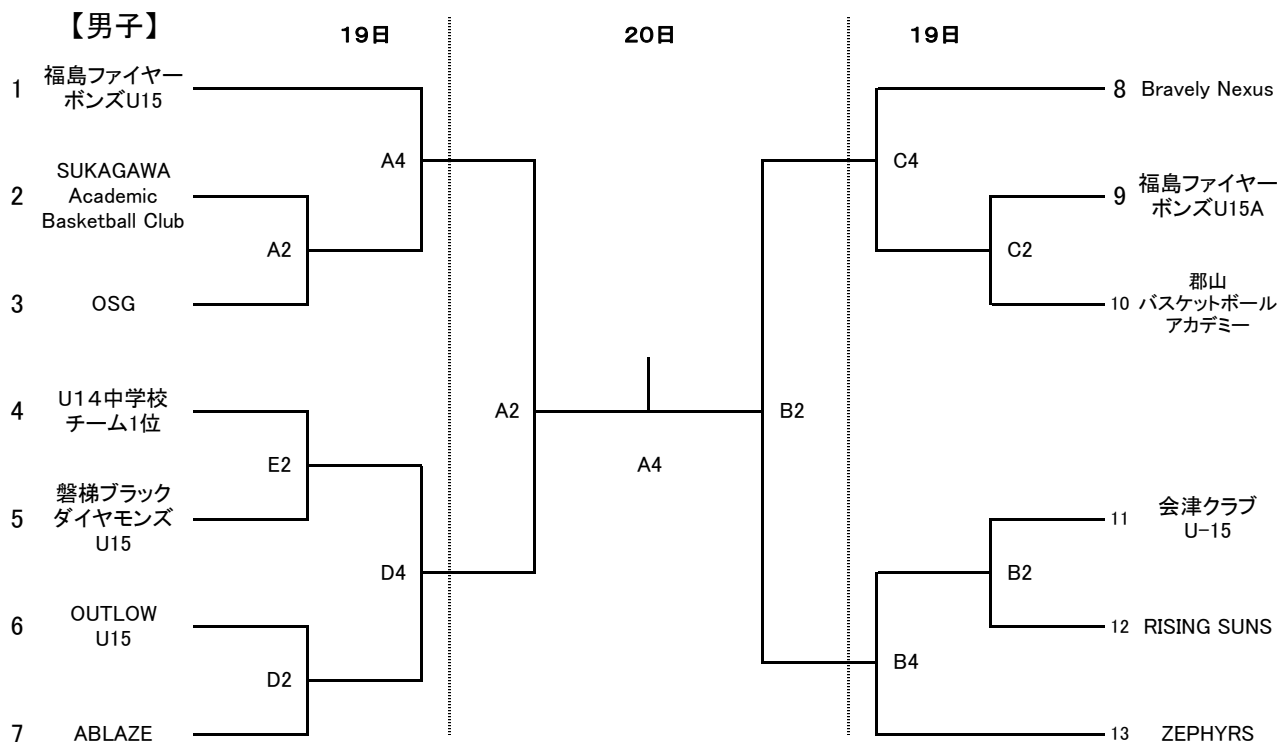 【男子】
19日
20日
19日
1
福島ファイヤー
ボンズU15
A4
2
SUKAGAWA
Academic
Basketball Club
A2
3
OSG
4
U14中学校
チーム1位
E2
5
磐梯ブラック
ダイヤモンズ
U15
D4
6
OUTLOW
U15
D2
7
ABLAZE
A2
A4
B2
8 Bravely Nexus
C4
9 福島ファイヤー
ボンズU15A
C2
郡山
10 バスケットボール
アカデミー
11 会津クラブ
U-15
B2
12 RISING SUNS
B4
13 ZEPHYRS